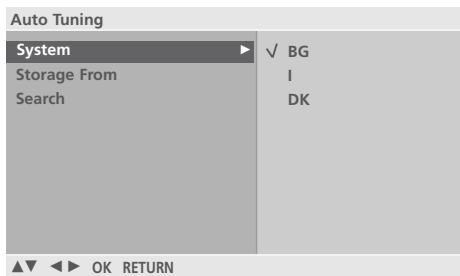 Auto Tuning
System ► √ BG
Storage From I
Search DK
▲▼ ◄► OK RETURN